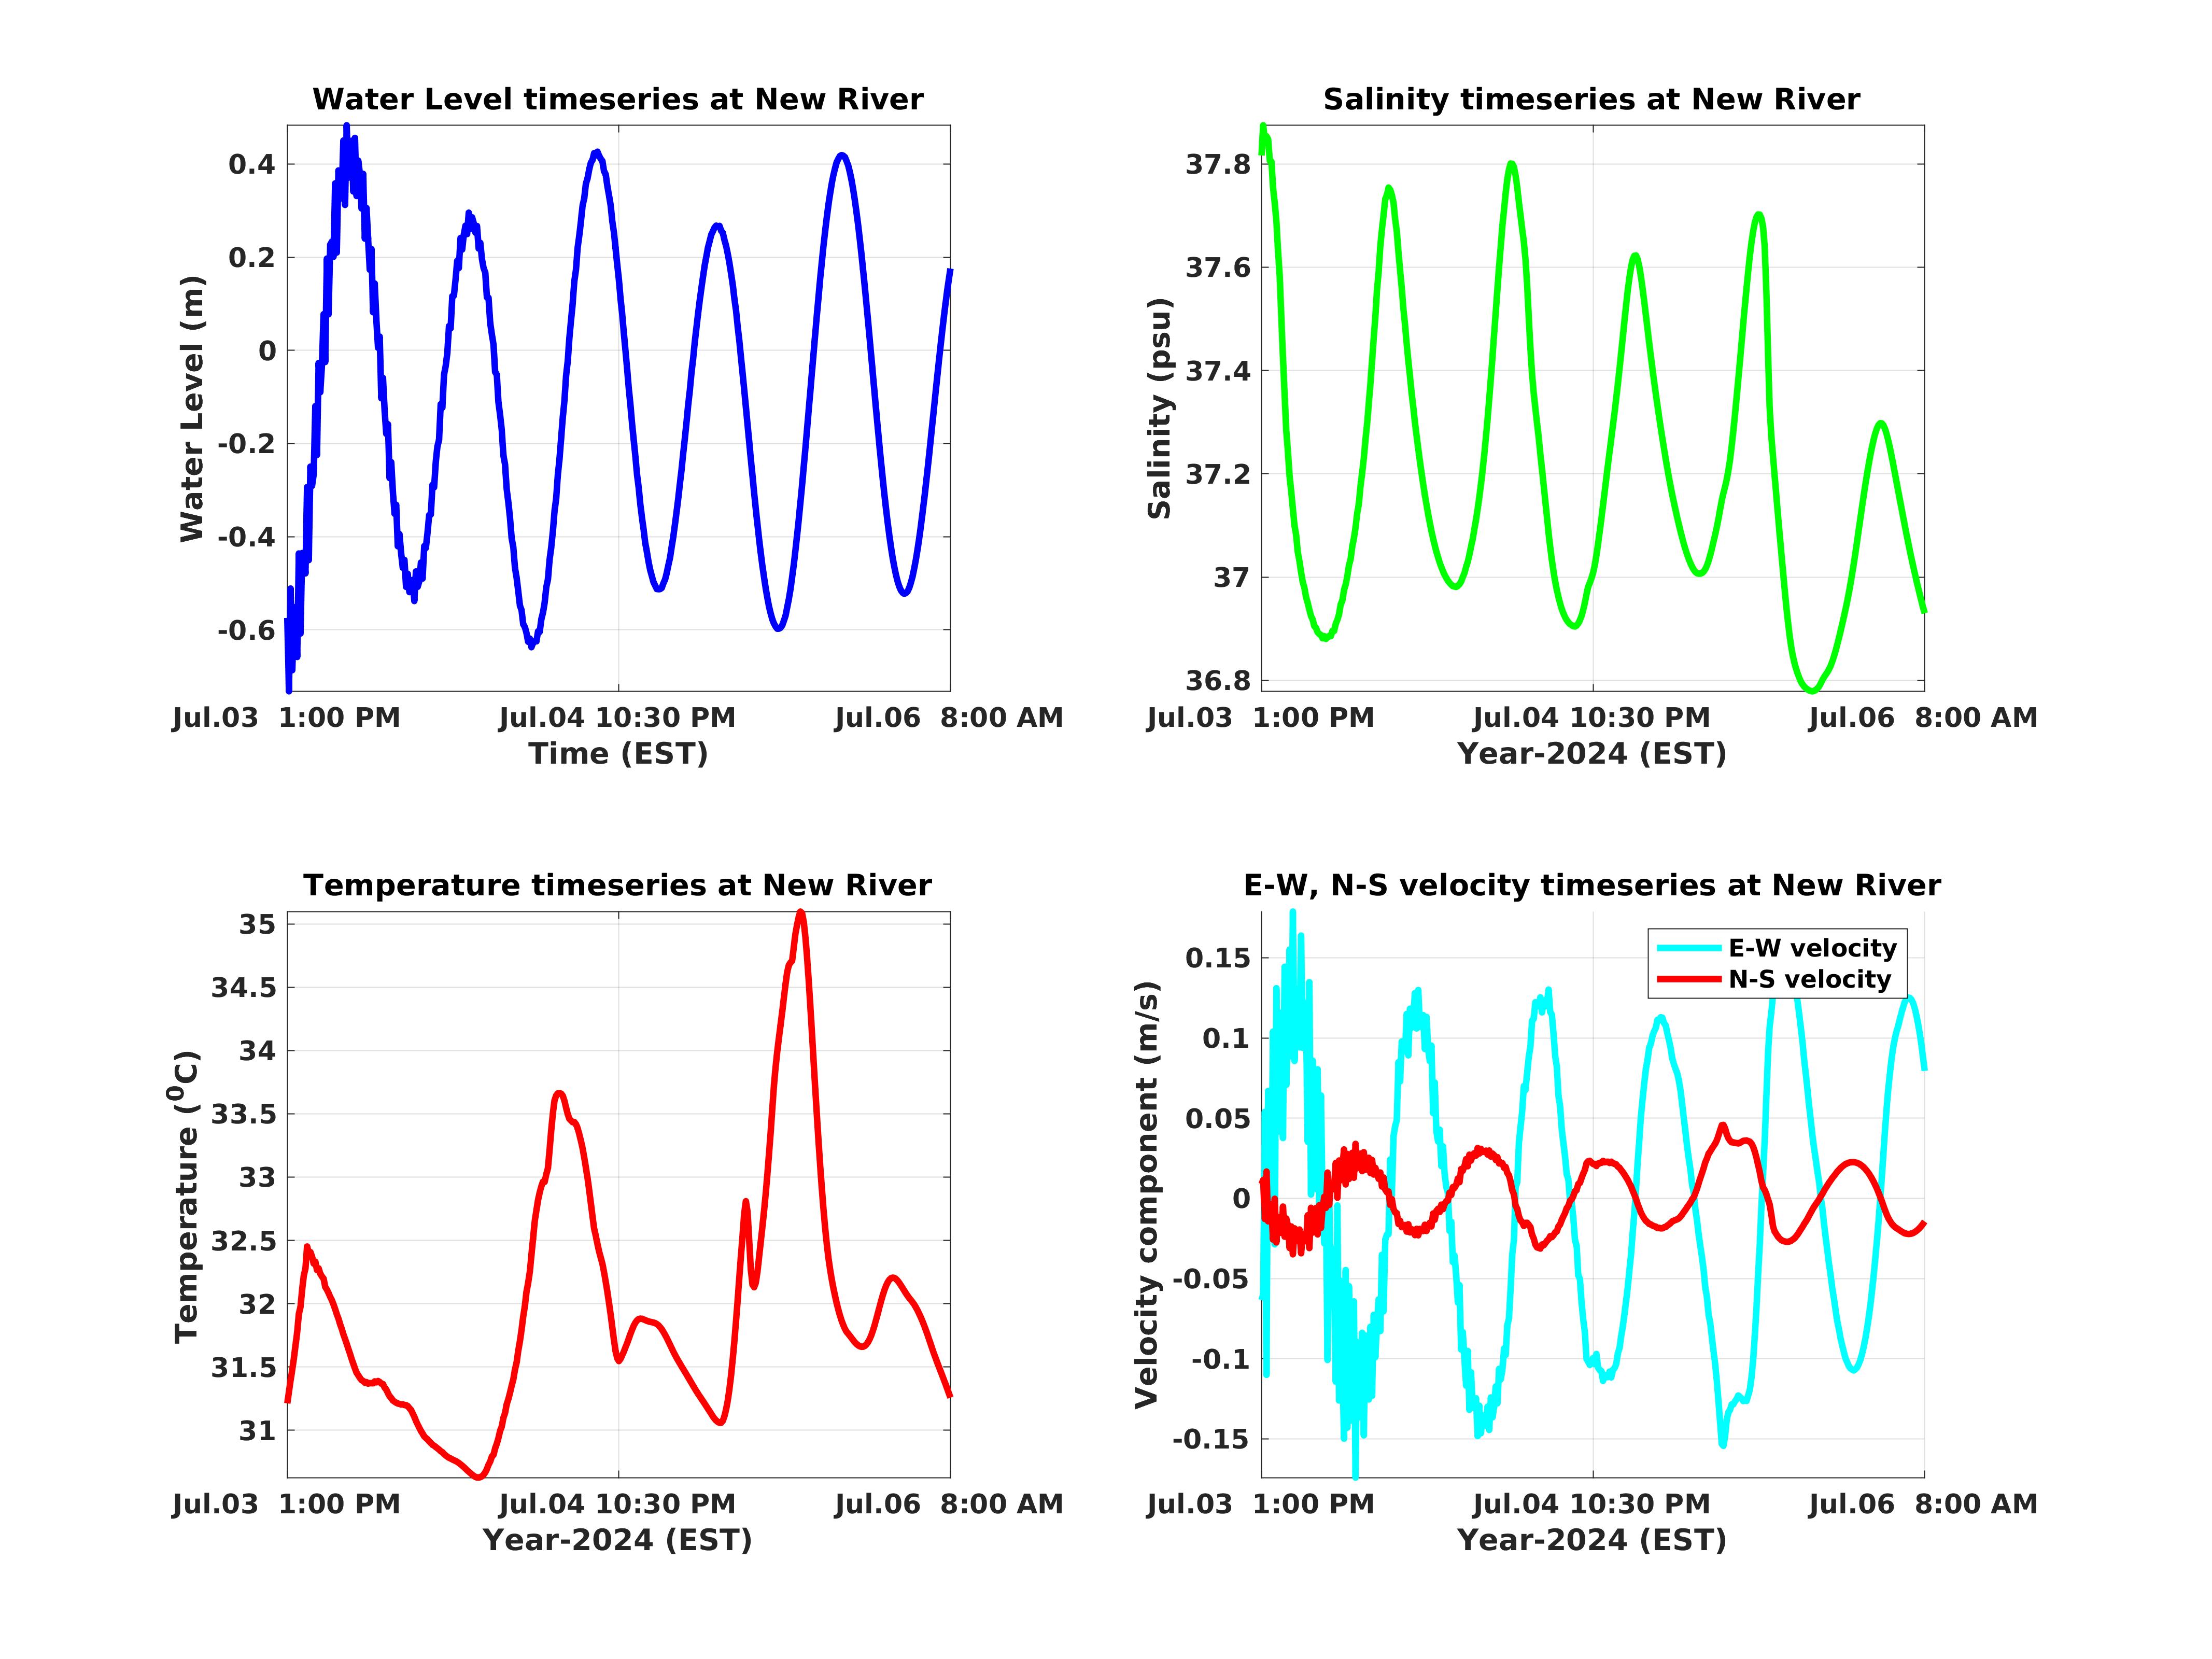 Water Level timeseries at New River
Water Level (m)
0.4
0.2
0
-0.2
-0.4
-0.6
Jul.03 1:00 PM
Jul.04 10:30 PM
Jul.06 8:00 AM
Time (EST)
Salinity timeseries at New River
Salinity (psu)
37.8
37.6
37.4
37.2
37
36.8
Jul.03 1:00 PM
Jul.04 10:30 PM
Jul.06 8:00 AM
Year-2024 (EST)
Temperature timeseries at New River
Temperature (⁰C)
35
34.5
34
33.5
33
32.5
32
31.5
31
Jul.03 1:00 PM
Jul.04 10:30 PM
Jul.06 8:00 AM
Year-2024 (EST)
E-W, N-S velocity timeseries at New River
E-W velocity
N-S velocity
Velocity component (m/s)
0.15
0.1
0.05
0
-0.05
-0.1
-0.15
Jul.03 1:00 PM
Jul.04 10:30 PM
Jul.06 8:00 AM
Year-2024 (EST)